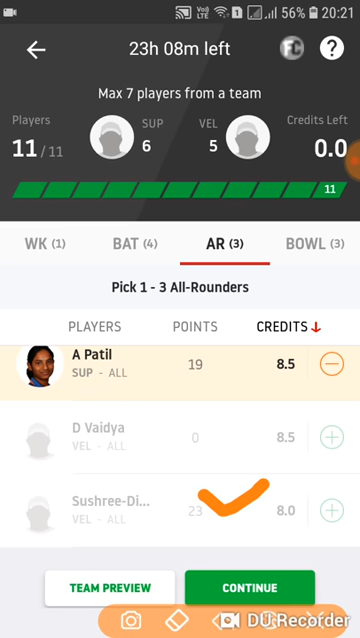 Voo LTE 1 56% 20:21
23h 08m left FC ?
Max 7 players from a team
Players SUP VEL Credits Left
11/11 6 5 0.0
11
WK (1) BAT (4) AR (3) BOWL (3)
Pick 1 - 3 All-Rounders
PLAYERS POINTS CREDITS
A Patil 19 8.5
SUP - ALL
D Vaidya 0 8.5
VEL - ALL
Sushree-Di... 23 8.0
VEL - ALL
TEAM PREVIEW CONTINUE
DU Recorder